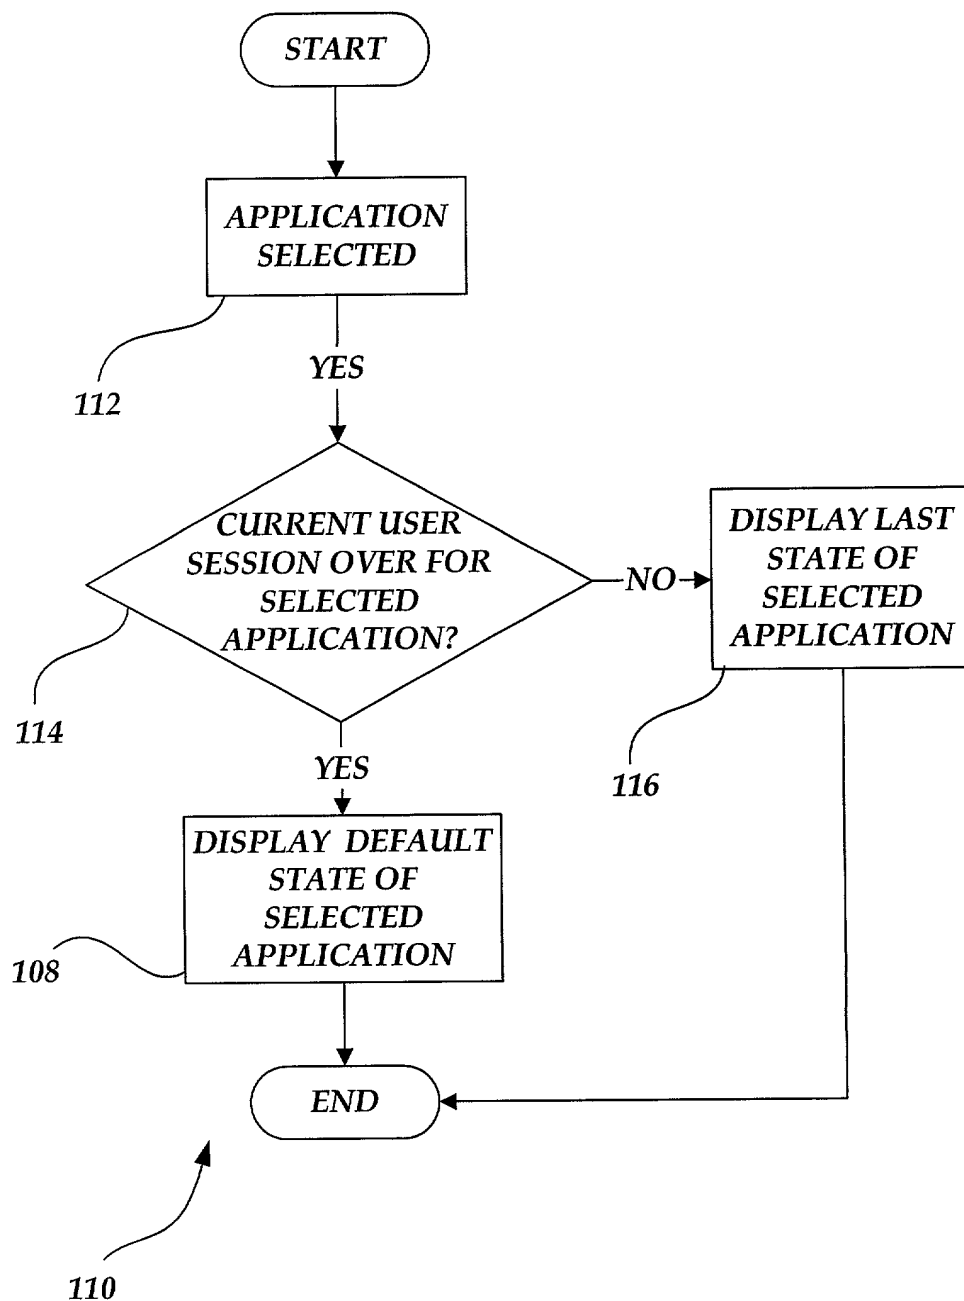 START
APPLICATION
SELECTED
112
YES
CURRENT USER
SESSION OVER FOR
SELECTED
APPLICATION?
114
NO
DISPLAY LAST
STATE OF
SELECTED
APPLICATION
116
YES
DISPLAY DEFAULT
STATE OF
SELECTED
APPLICATION
108
END
110